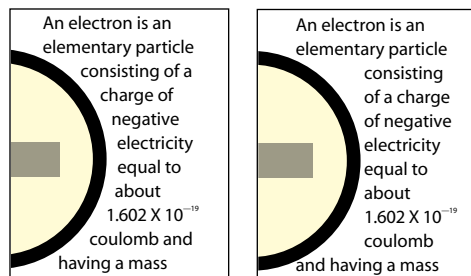 An electron is an
elementary particle
consisting of a
charge of
negative
electricity
equal to
about
1.602 X 10⁻¹⁹
coulomb and
having a mass
An electron is an
elementary particle
consisting
of a charge
of negative
electricity
equal to
about
1.602 X 10⁻¹⁹
coulomb
and having a mass